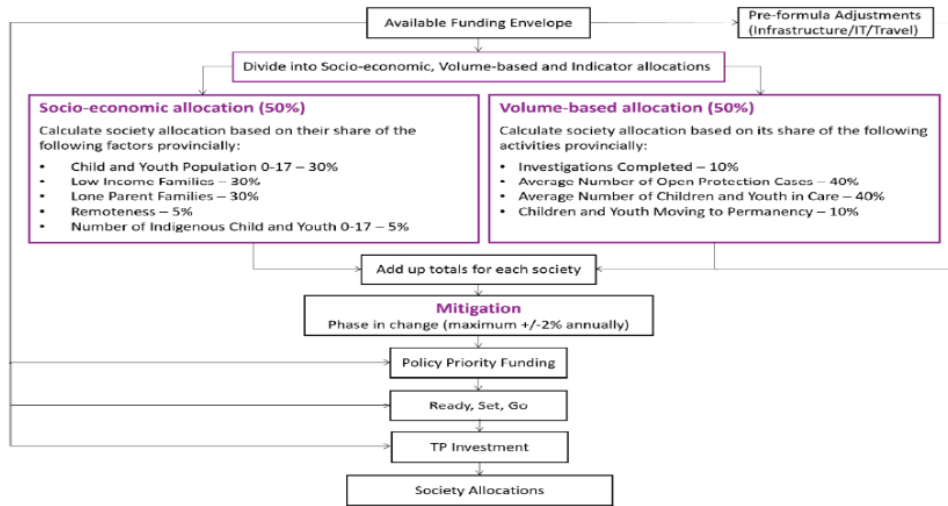 Available Funding Envelope
Pre-formula Adjustments
(Infrastructure/IT/Travel)
Divide into Socio-economic, Volume-based and Indicator allocations
Socio-economic allocation (50%)
Calculate society allocation based on their share of the
following factors provincially:
• Child and Youth Population 0-17 – 30%
• Low Income Families – 30%
• Lone Parent Families – 30%
• Remoteness – 5%
• Number of Indigenous Child and Youth 0-17 – 5%
Volume-based allocation (50%)
Calculate society allocation based on its share of the following
activities provincially:
• Investigations Completed – 10%
• Average Number of Open Protection Cases – 40%
• Average Number of Children and Youth in Care – 40%
• Children and Youth Moving to Permanency – 10%
Add up totals for each society
Mitigation
Phase in change (maximum +/-2% annually)
Policy Priority Funding
Ready, Set, Go
TP Investment
Society Allocations